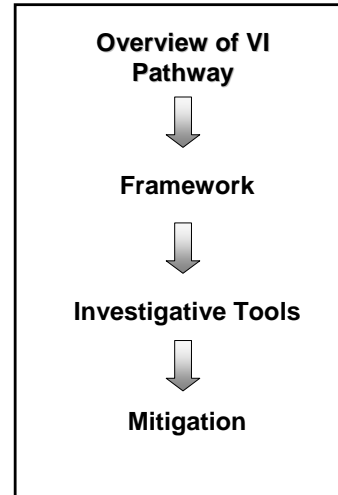 Overview of VI
Pathway
Framework
Investigative Tools
Mitigation